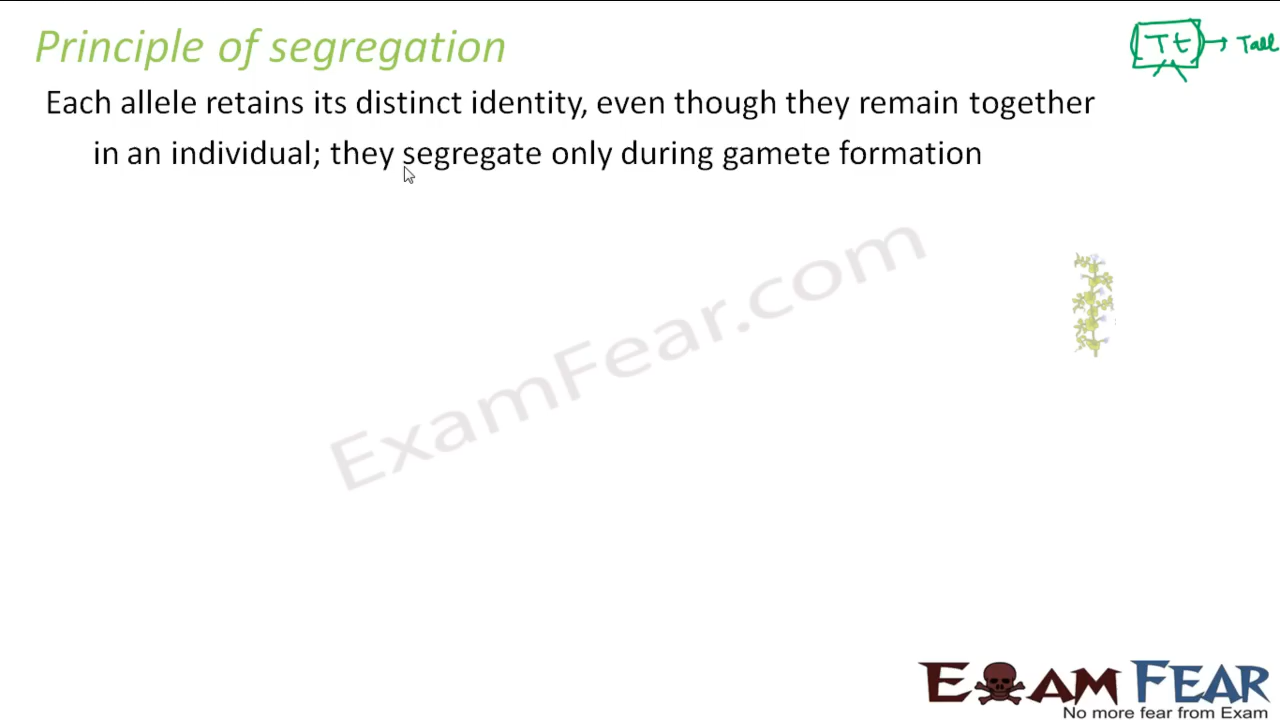 Principle of segregation
Tt → Tall
Each allele retains its distinct identity, even though they remain together
in an individual; they segregate only during gamete formation
ExamFear.com
EXAM FEAR
No more fear from Exam